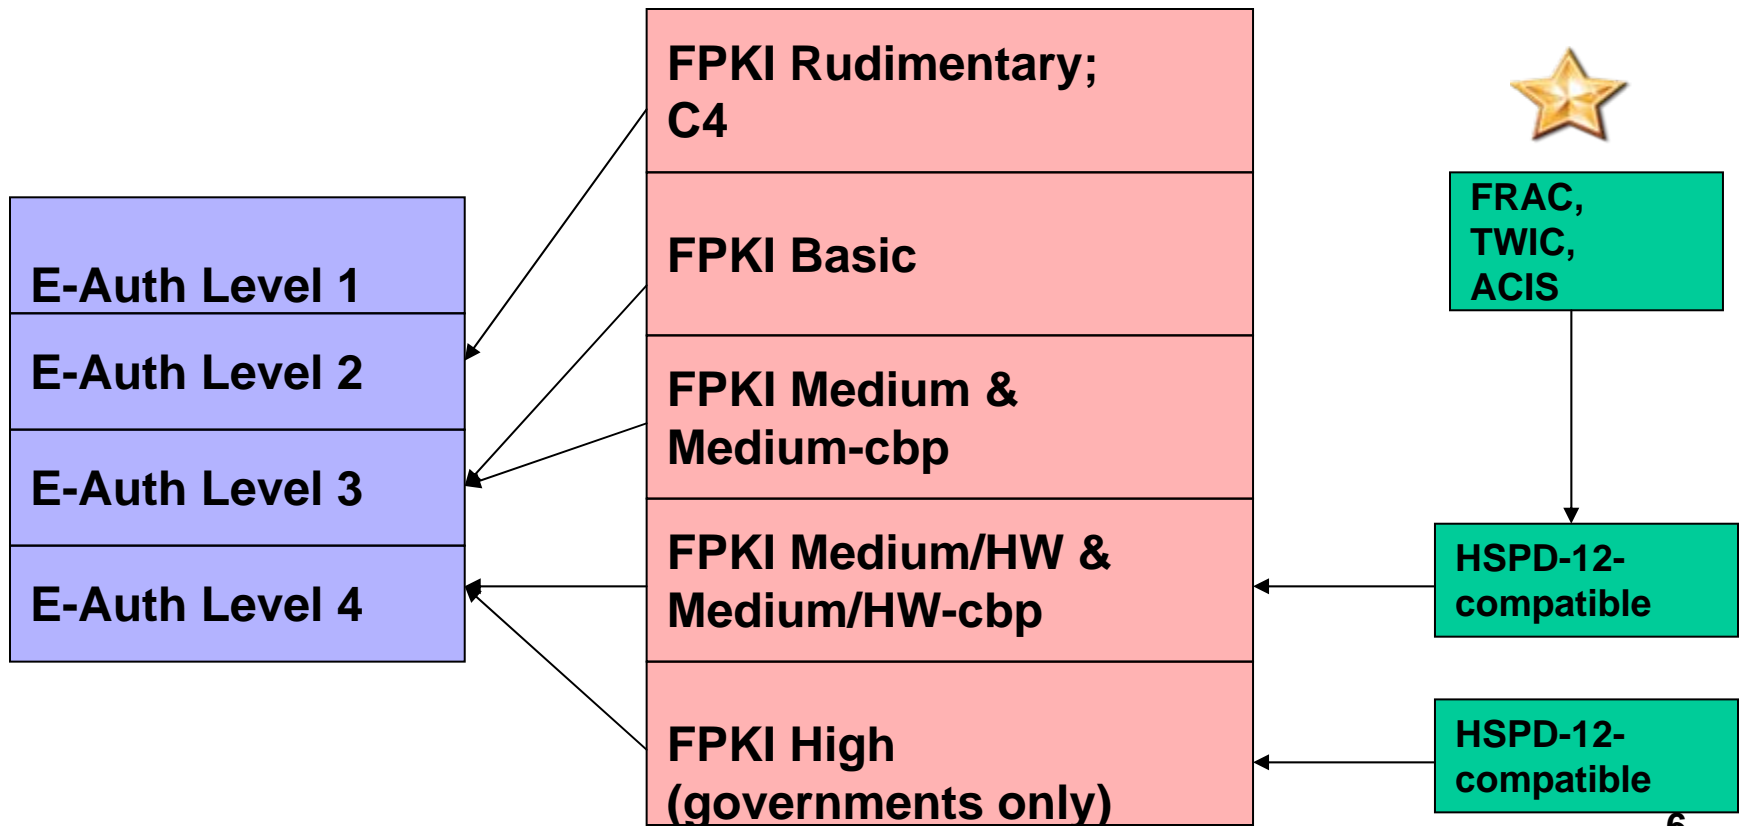 E-Auth Level 1
E-Auth Level 2
E-Auth Level 3
E-Auth Level 4
FPKI Rudimentary;
C4
FPKI Basic
FPKI Medium &
Medium-cbp
FPKI Medium/HW &
Medium/HW-cbp
FPKI High
(governments only)
FRAC,
TWIC,
ACIS
HSPD-12-
compatible
HSPD-12-
compatible
6